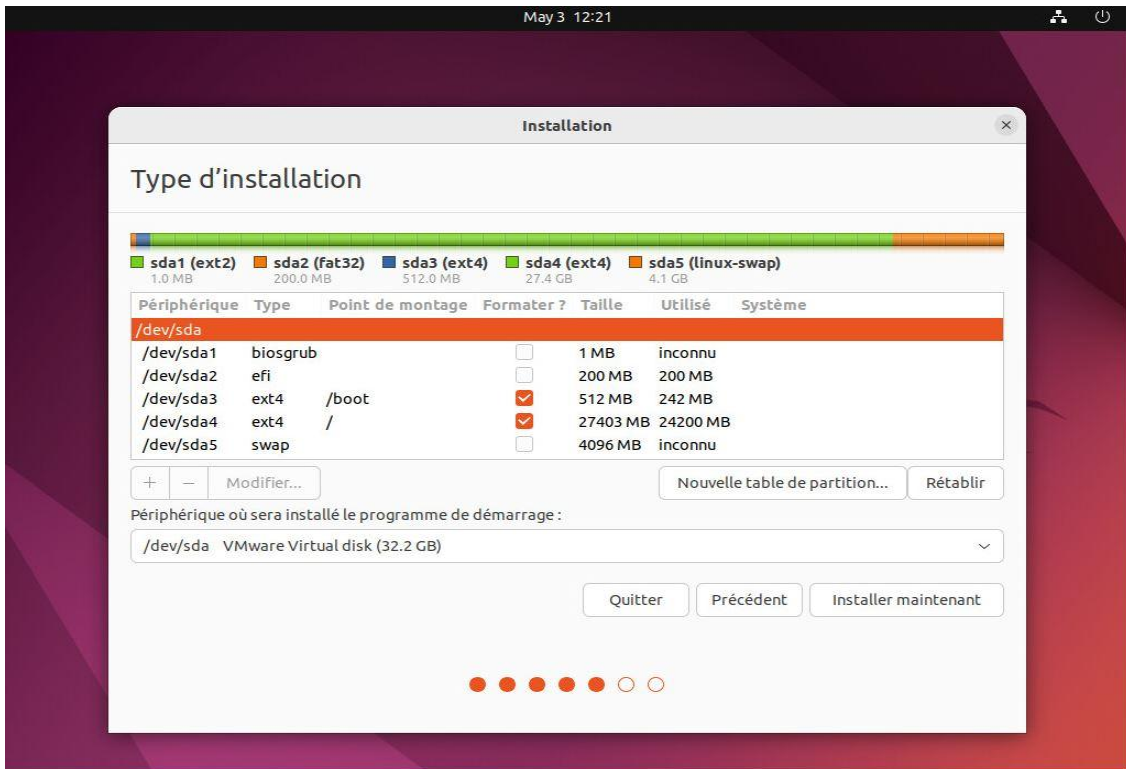 May 3 12:21
Installation
Type d'installation
sda1 (ext2) sda2 (fat32) sda3 (ext4) sda4 (ext4) sda5 (linux-swap)
1.0 MB 200.0 MB 512.0 MB 27.4 GB 4.1 GB
Périphérique Type Point de montage Formater ? Taille Utilisé Système
/dev/sda
/dev/sda1 biosgrub 1 MB inconnu
/dev/sda2 efi 200 MB 200 MB
/dev/sda3 ext4 /boot 512 MB 242 MB
/dev/sda4 ext4 / 27403 MB 24200 MB
/dev/sda5 swap 4096 MB inconnu
+ − Modifier... Nouvelle table de partition... Rétablir
Périphérique où sera installé le programme de démarrage :
/dev/sda VMware Virtual disk (32.2 GB)
Quitter Précédent Installer maintenant